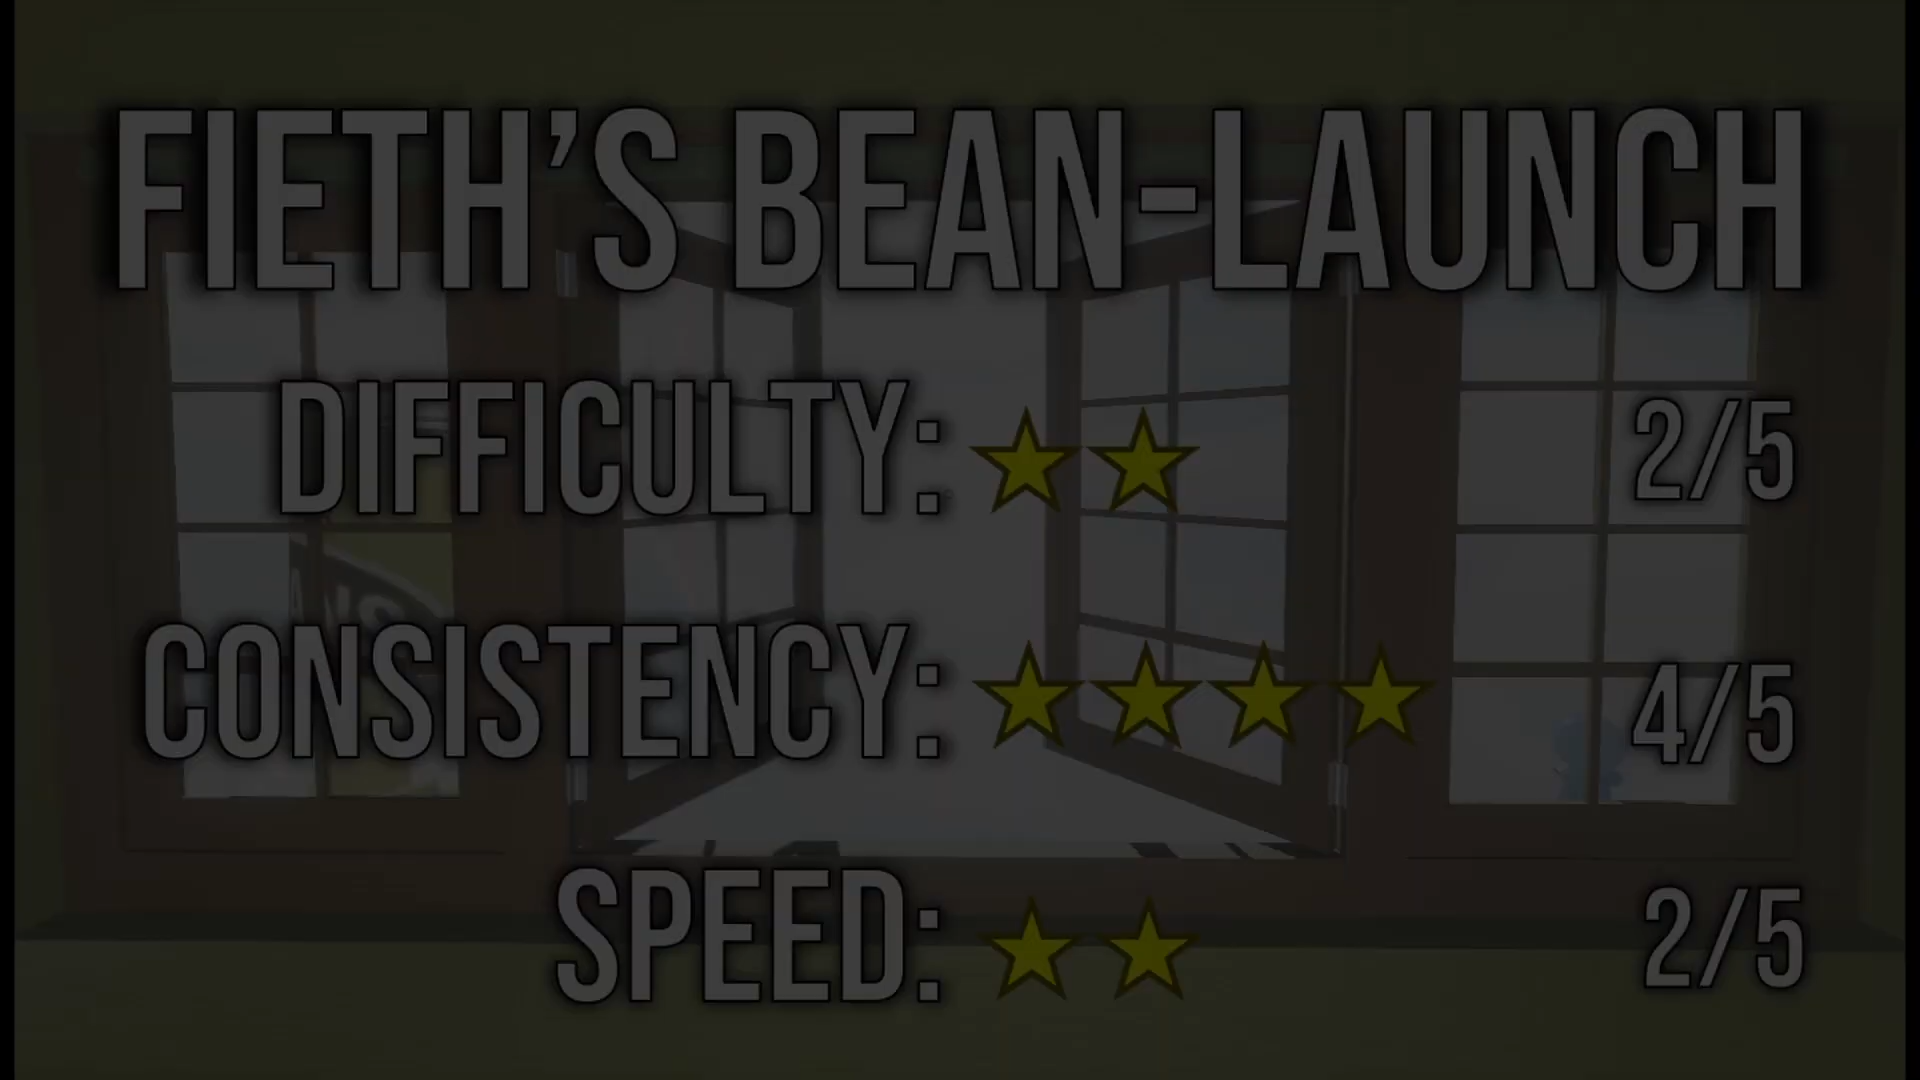 FIETH'S BEAN-LAUNCH
DIFFICULTY: 2/5
CONSISTENCY: 4/5
SPEED: 2/5